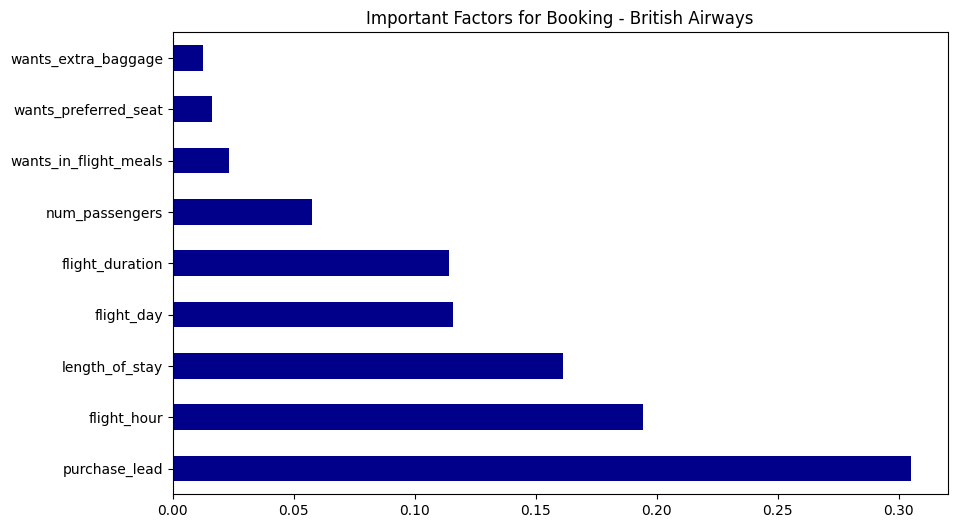 Important Factors for Booking - British Airways
wants_extra_baggage
wants_preferred_seat
wants_in_flight_meals
num_passengers
flight_duration
flight_day
length_of_stay
flight_hour
purchase_lead
0.00 0.05 0.10 0.15 0.20 0.25 0.30